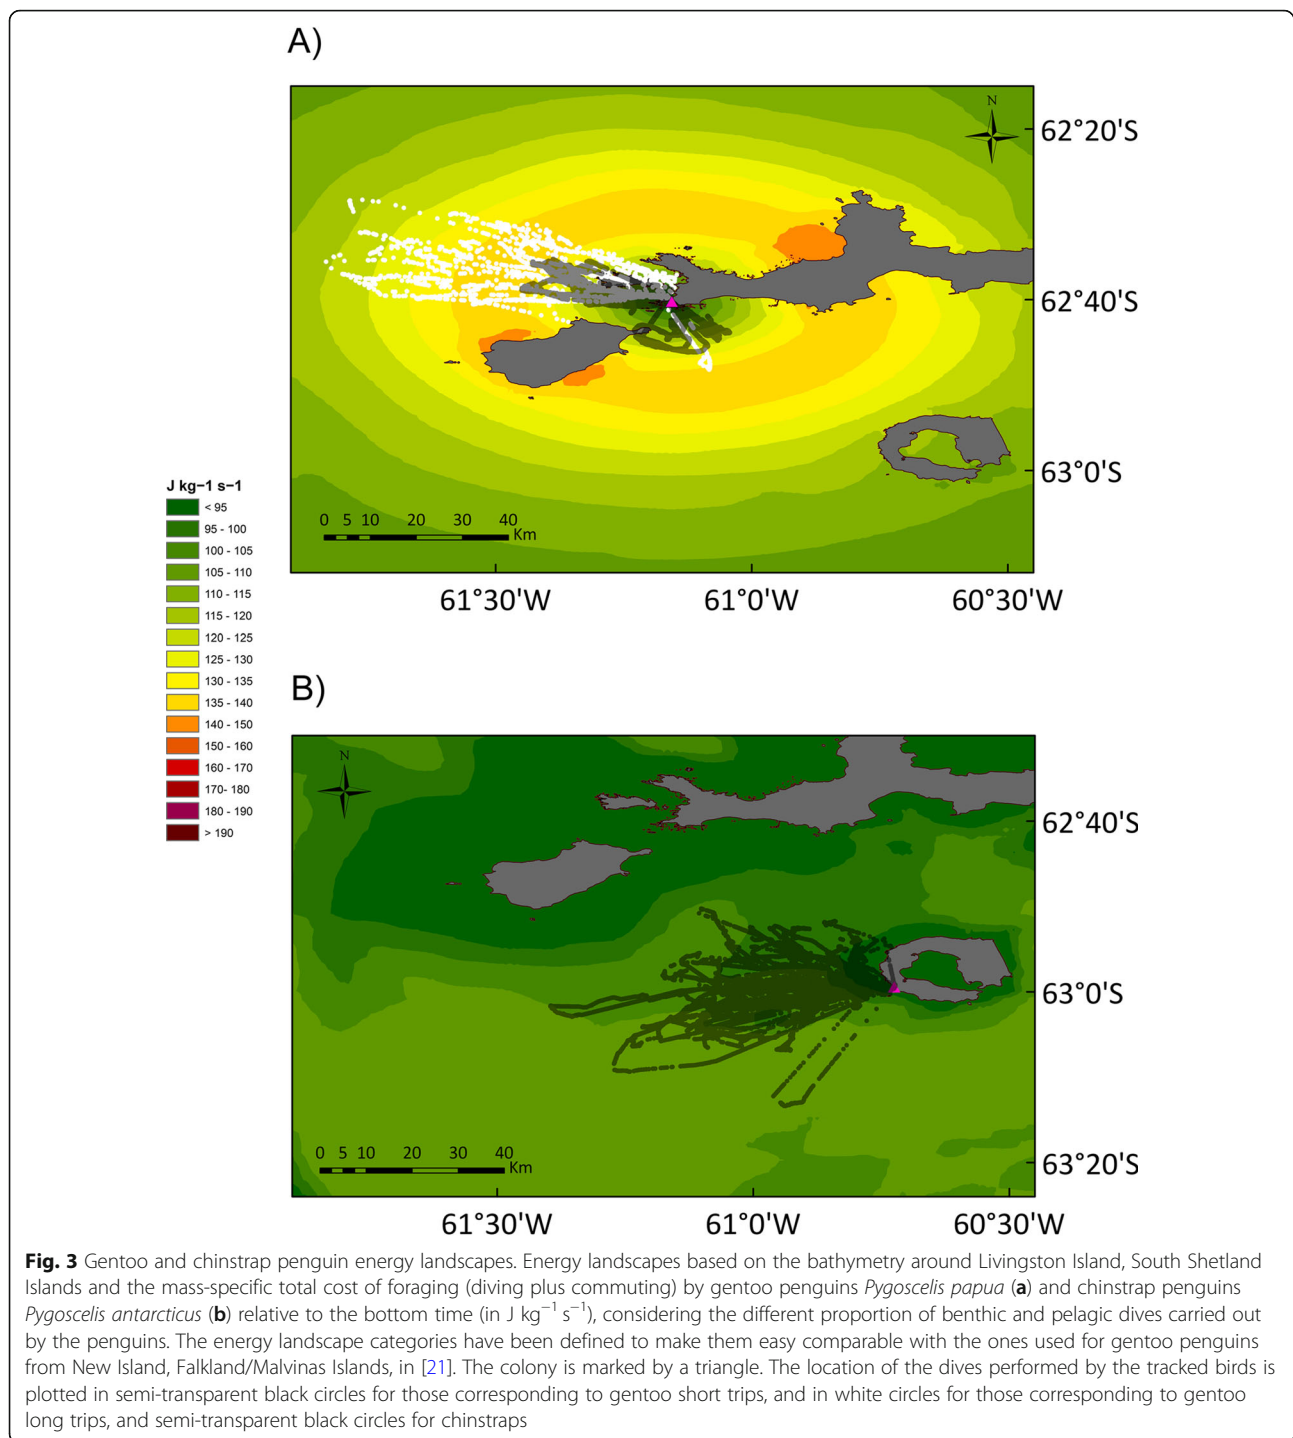 A)
N
62°20'S
62°40'S
63°0'S
0 5 10 20 30 40
Km
61°30'W 61°0'W 60°30'W
J kg−1 s−1
< 95
95 - 100
100 - 105
105 - 110
110 - 115
115 - 120
120 - 125
125 - 130
130 - 135
135 - 140
140 - 150
150 - 160
160 - 170
170- 180
180 - 190
> 190
B)
N
62°40'S
63°0'S
63°20'S
0 5 10 20 30 40
Km
61°30'W 61°0'W 60°30'W
Fig. 3 Gentoo and chinstrap penguin energy landscapes. Energy landscapes based on the bathymetry around Livingston Island, South Shetland
Islands and the mass-specific total cost of foraging (diving plus commuting) by gentoo penguins Pygoscelis papua (a) and chinstrap penguins
Pygoscelis antarcticus (b) relative to the bottom time (in J kg⁻¹ s⁻¹), considering the different proportion of benthic and pelagic dives carried out
by the penguins. The energy landscape categories have been defined to make them easy comparable with the ones used for gentoo penguins
from New Island, Falkland/Malvinas Islands, in [21]. The colony is marked by a triangle. The location of the dives performed by the tracked birds is
plotted in semi-transparent black circles for those corresponding to gentoo short trips, and in white circles for those corresponding to gentoo
long trips, and semi-transparent black circles for chinstraps